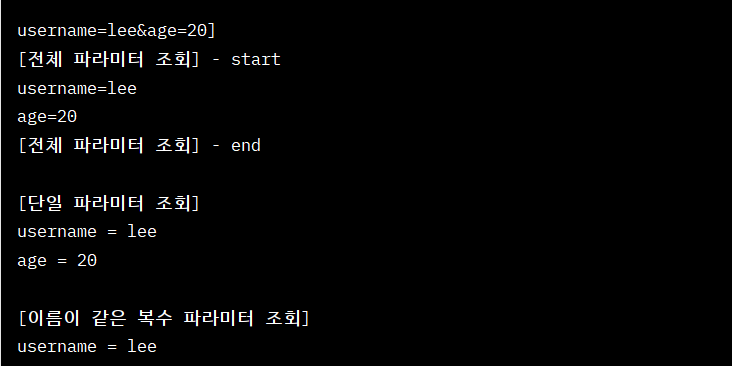 username=lee&age=20]
[전체 파라미터 조회] - start
username=lee
age=20
[전체 파라미터 조회] - end
[단일 파라미터 조회]
username = lee
age = 20
[이름이 같은 복수 파라미터 조회]
username = lee